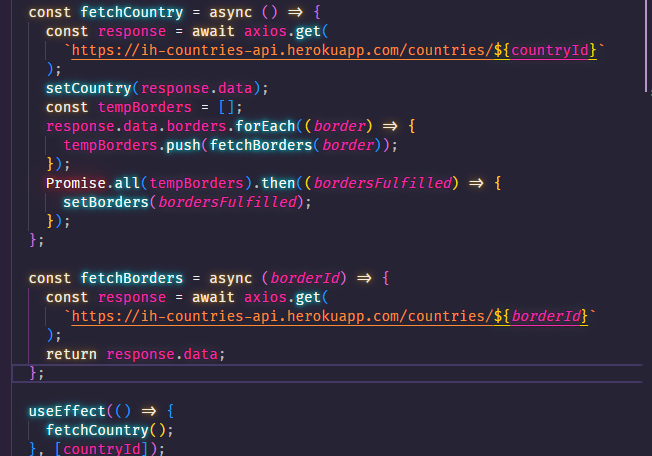 const fetchCountry = async () => {
  const response = await axios.get(
    `https://ih-countries-api.herokuapp.com/countries/${countryId}`
  );
  setCountry(response.data);
  const tempBorders = [];
  response.data.borders.forEach((border) => {
    tempBorders.push(fetchBorders(border));
  });
  Promise.all(tempBorders).then((bordersFulfilled) => {
    setBorders(bordersFulfilled);
  });
};

const fetchBorders = async (borderId) => {
  const response = await axios.get(
    `https://ih-countries-api.herokuapp.com/countries/${borderId}`
  );
  return response.data;
};

useEffect(() => {
  fetchCountry();
}, [countryId]);